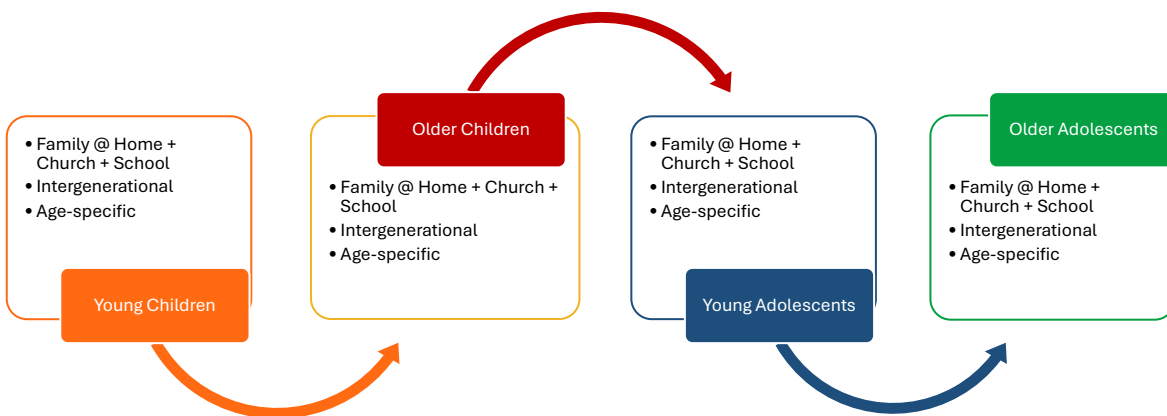 • Family @ Home +
Church + School
• Intergenerational
• Age-specific
Young Children
Older Children
• Family @ Home + Church +
School
• Intergenerational
• Age-specific
• Family @ Home +
Church + School
• Intergenerational
• Age-specific
Young Adolescents
Older Adolescents
• Family @ Home +
Church + School
• Intergenerational
• Age-specific